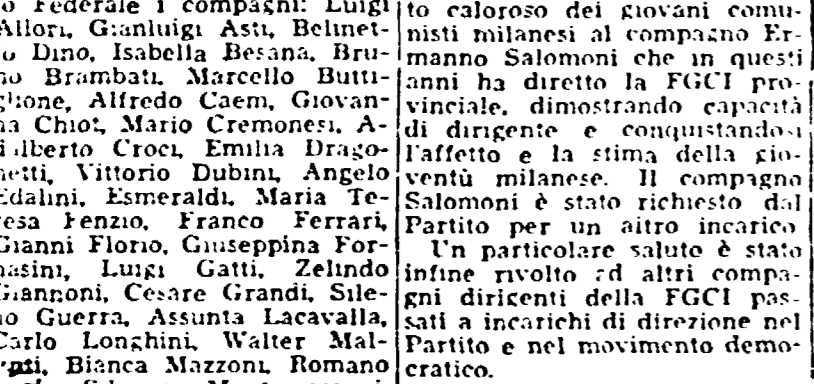 Federale i compagni: Luigi
Allori, Gianluigi Asti, Belinet-
Dino, Isabella Besana, Bru-
no Brambati, Marcello Butti-
glione, Alfredo Caem, Giovan-
na Chiot, Mario Cremonesi, A-
dalberto Croci, Emilia Drago-
netti, Vittorio Dubini, Angelo
Edalini, Esmeraldi, Maria Te-
resa Fenzio, Franco Ferrari,
Gianni Florio, Giuseppina For-
nasini, Luigi Gatti, Zelindo
Giannoni, Cesare Grandi, Sile-
no Guerra, Assunta Lacavalla,
Carlo Longhini, Walter Mal-
Bianca Mazzoni, Romano
to caloroso dei giovani comu-
nisti milanesi al compagno Er-
manno Salomoni che in questi
anni ha diretto la FGCI pro-
vinciale, dimostrando capacità
di dirigente e conquistandosi
l'affetto e la stima della gio-
ventù milanese. Il compagno
Salomoni è stato richiesto dal
Partito per un altro incarico
Un particolare saluto è stato
infine rivolto ad altri compa-
gni dirigenti della FGCI pas-
sati a incarichi di direzione nel
Partito e nel movimento demo-
cratico.